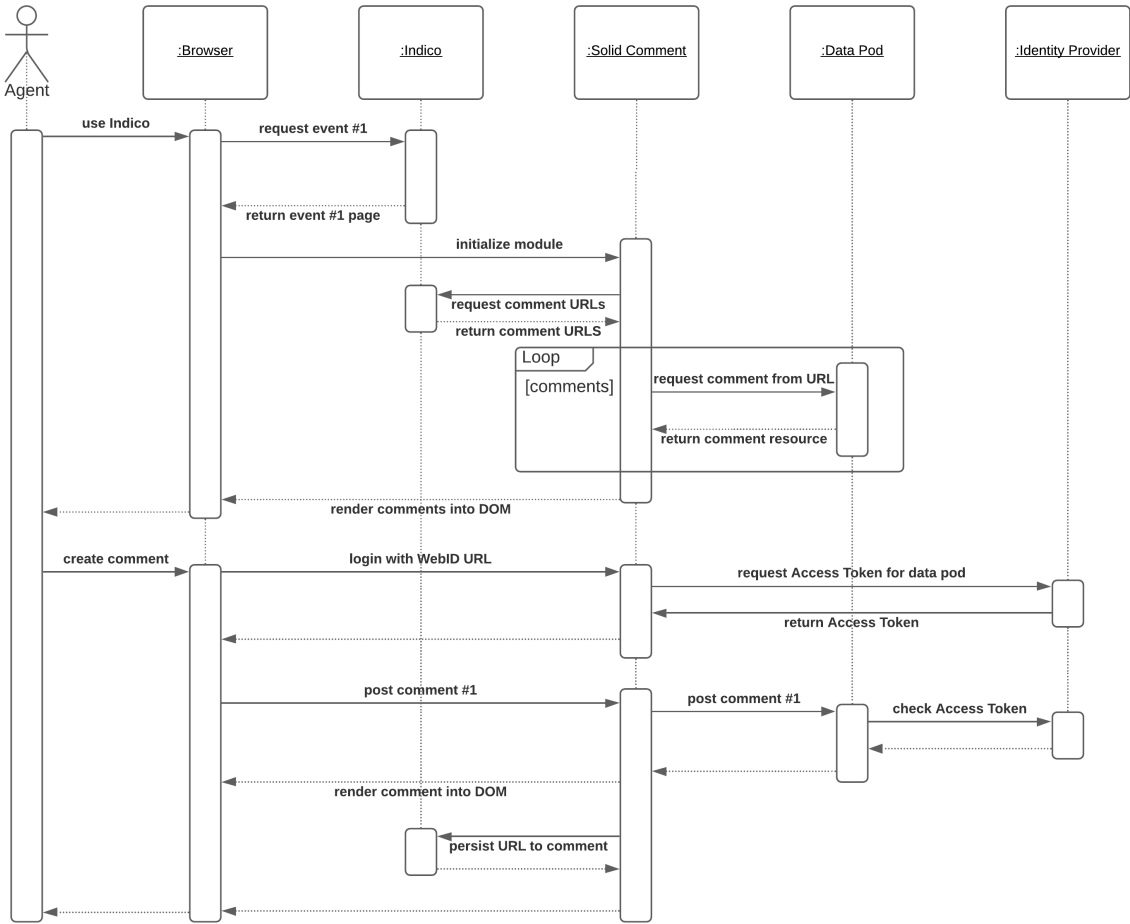 :Browser
:Indico
:Solid Comment
:Data Pod
:Identity Provider
Agent
use Indico
request event #1
return event #1 page
initialize module
request comment URLs
return comment URLS
Loop
[comments]
request comment from URL
return comment resource
render comments into DOM
create comment
login with WebID URL
request Access Token for data pod
return Access Token
post comment #1
post comment #1
check Access Token
render comment into DOM
persist URL to comment